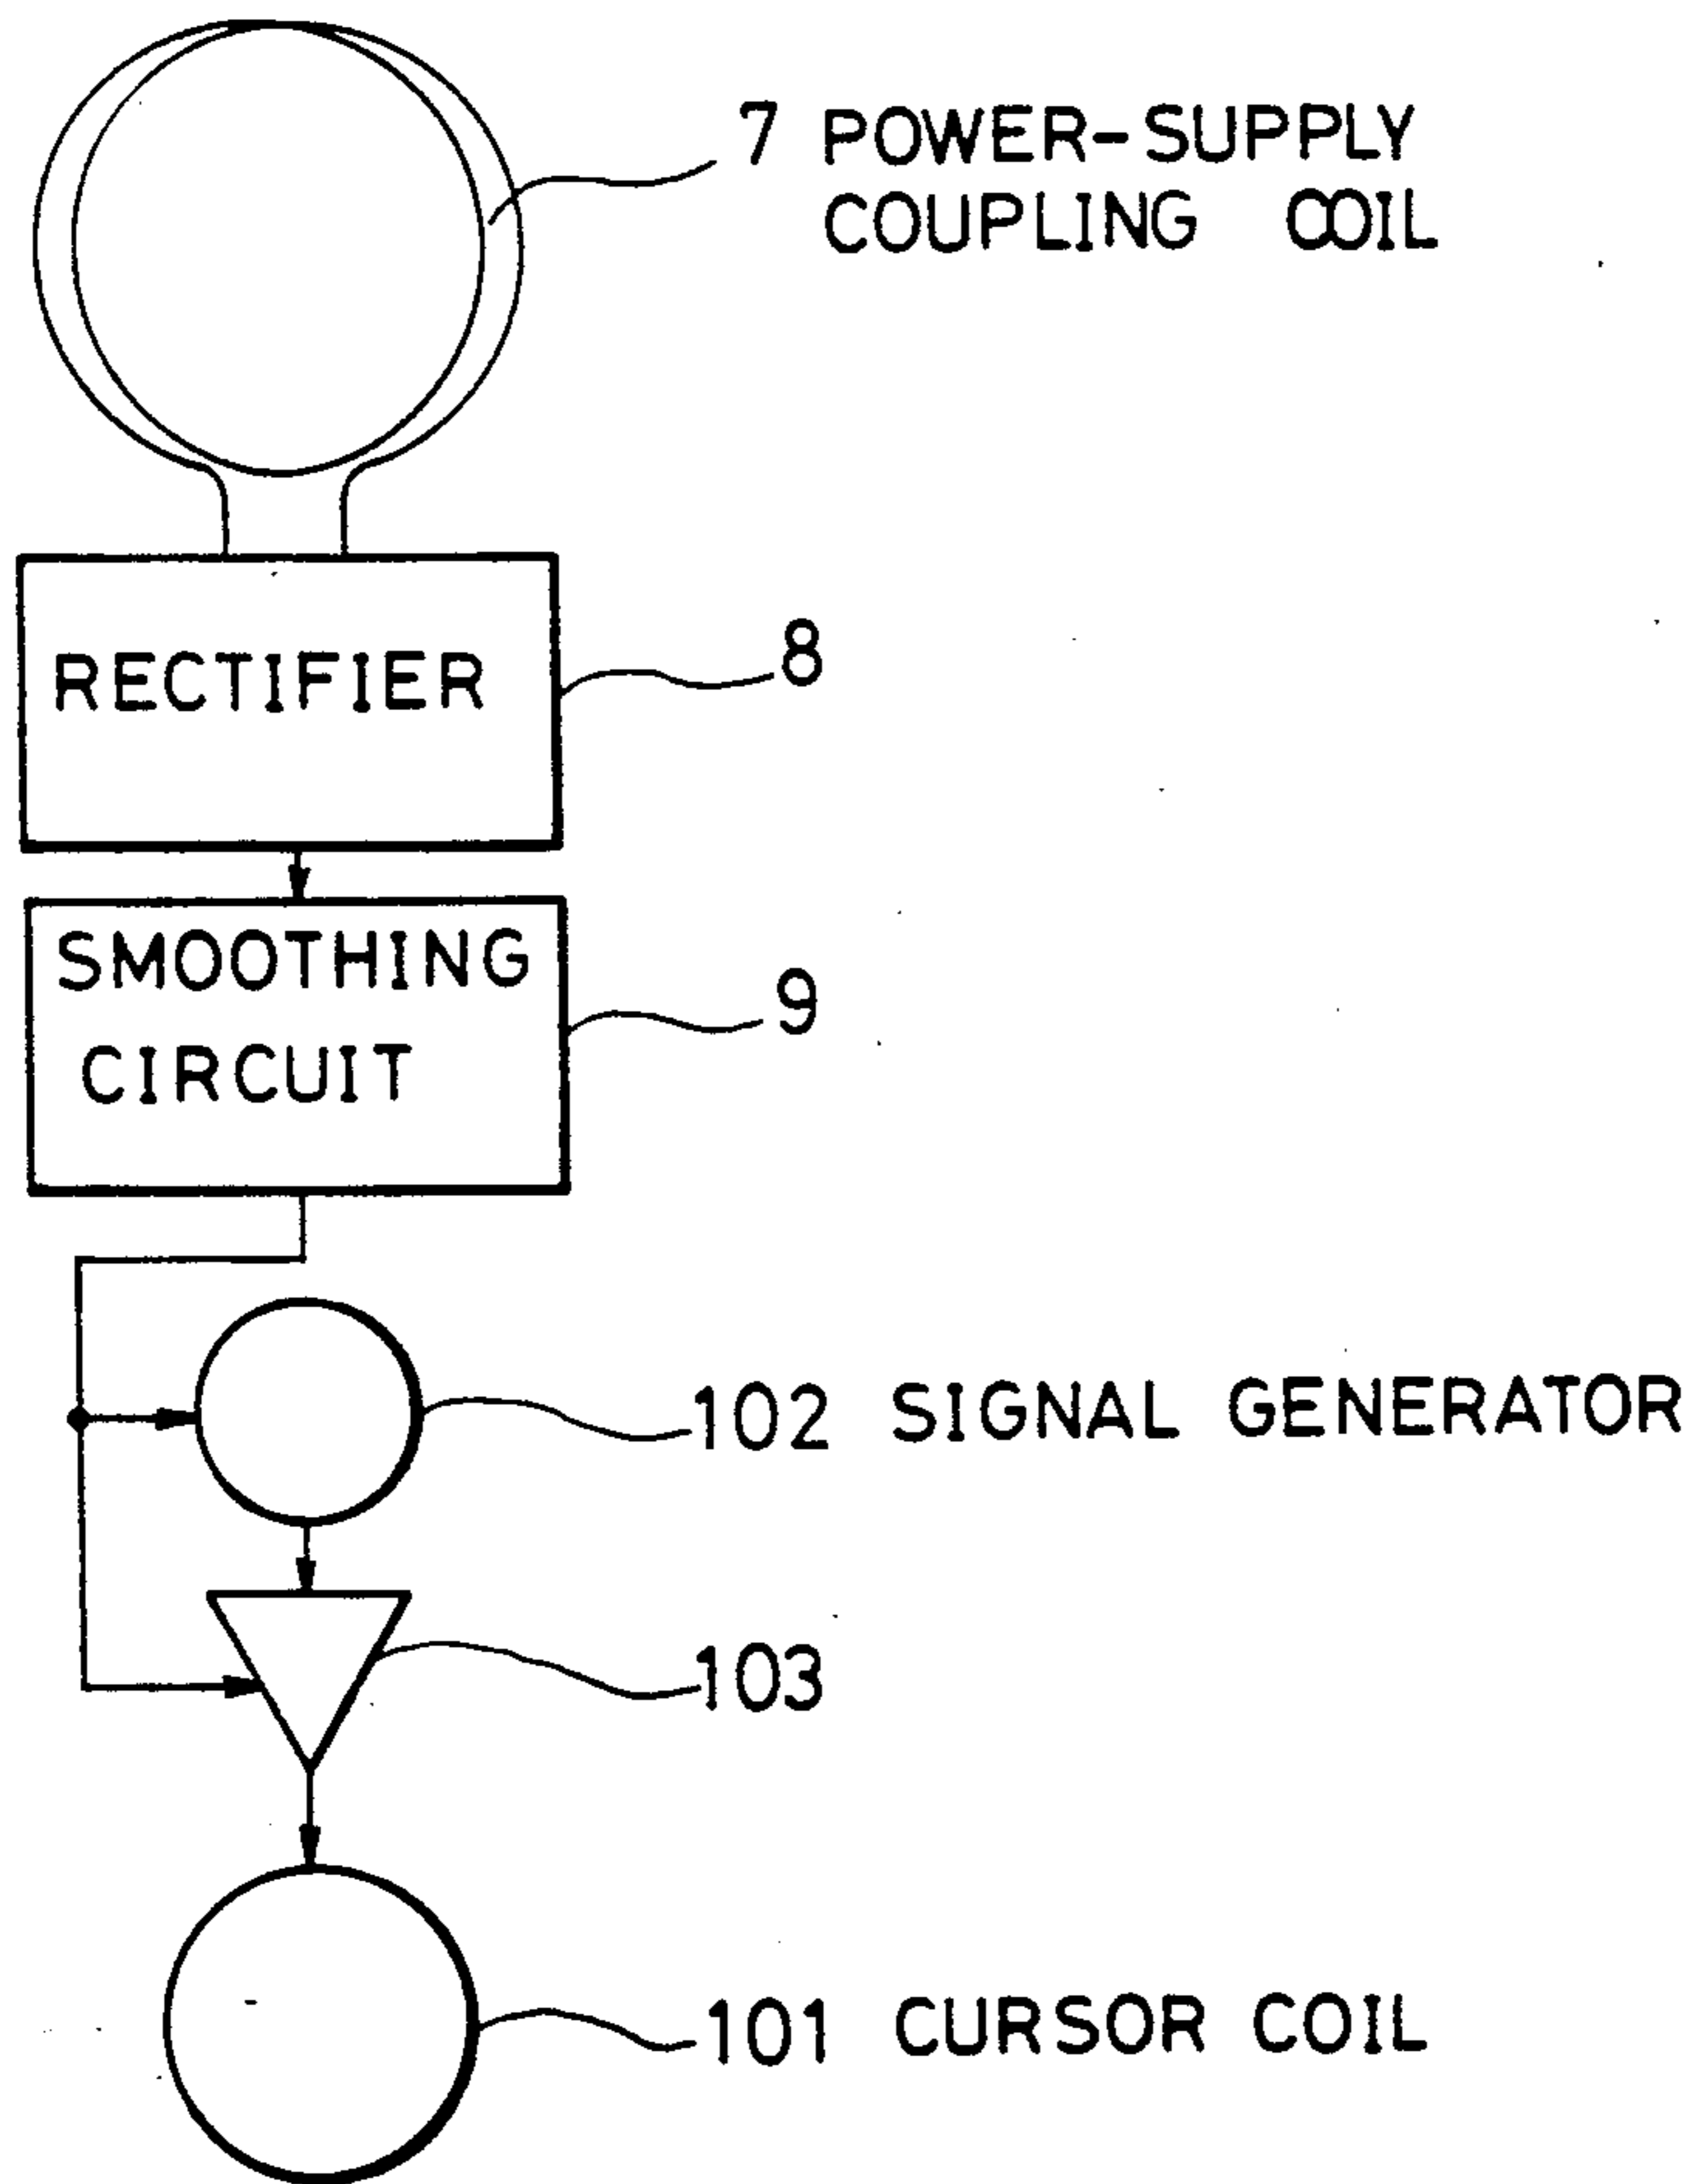 7 POWER-SUPPLY
COUPLING COIL
RECTIFIER
8
SMOOTHING
CIRCUIT
9
102 SIGNAL GENERATOR
103
101 CURSOR COIL